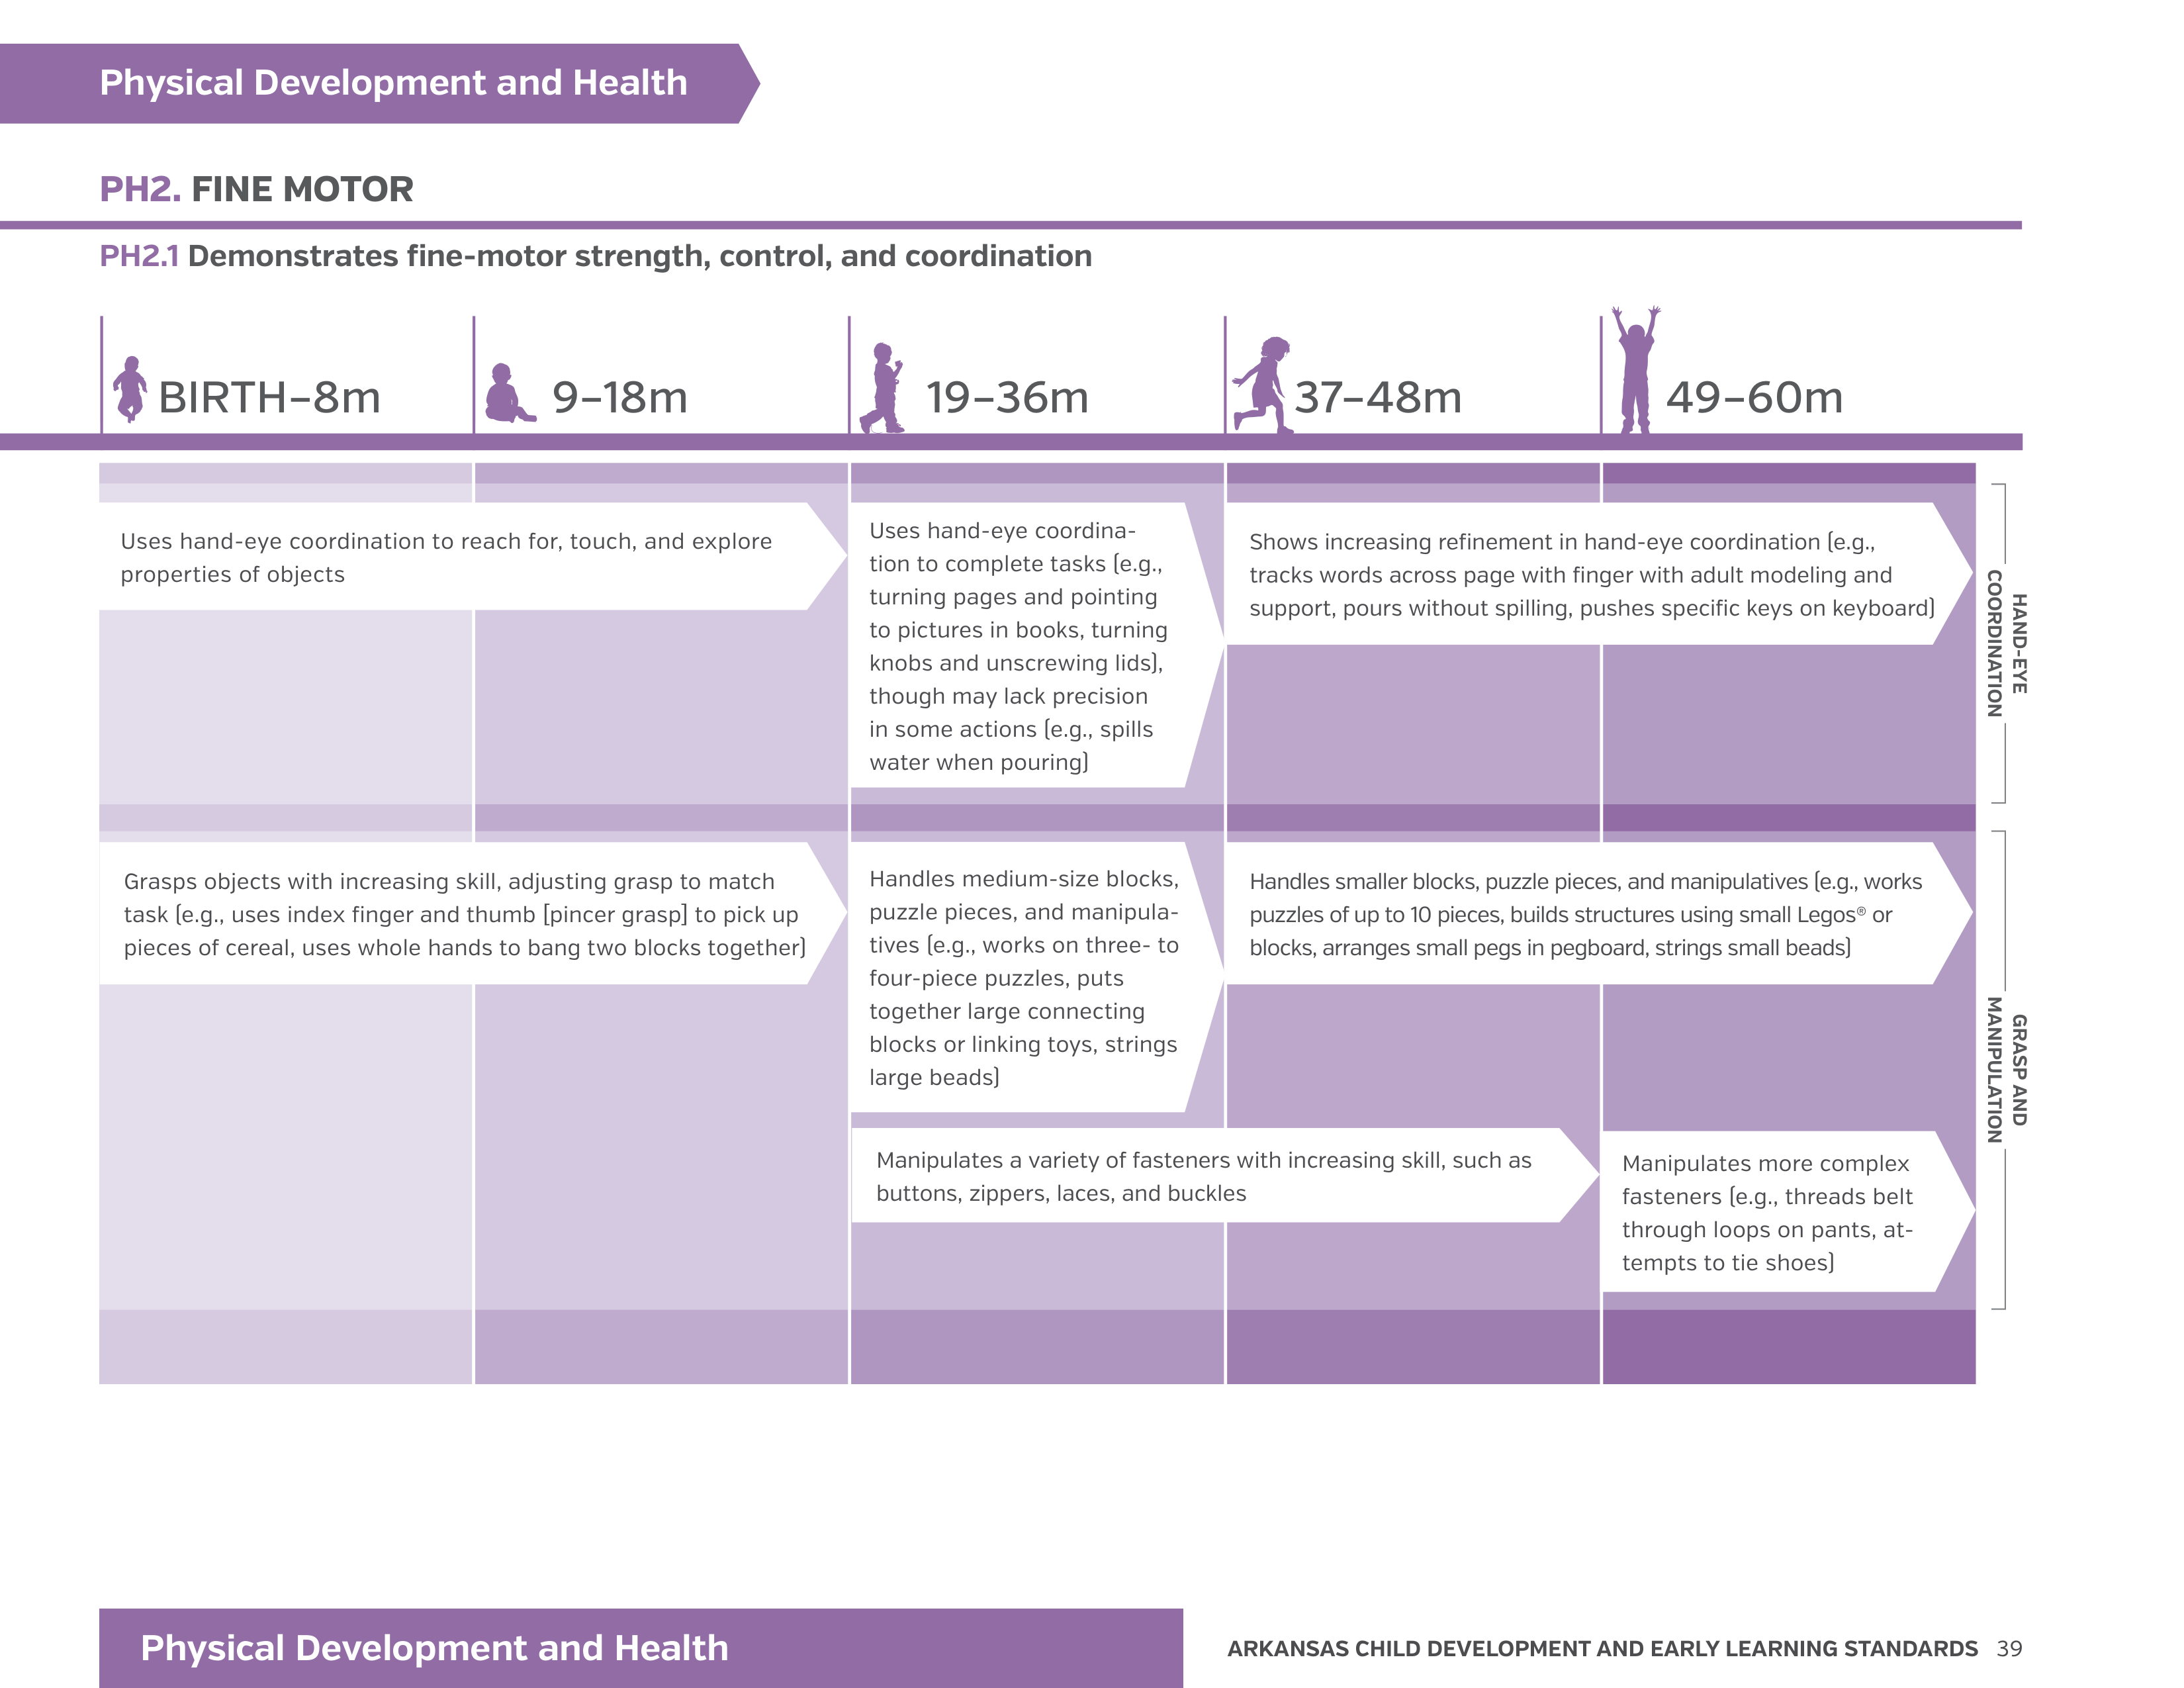 Physical Development and Health
PH2. FINE MOTOR
PH2.1 Demonstrates fine-motor strength, control, and coordination
BIRTH–8m
9–18m
19–36m
37–48m
49–60m
Uses hand-eye coordination to reach for, touch, and explore
properties of objects
Uses hand-eye coordina-
tion to complete tasks (e.g.,
turning pages and pointing
to pictures in books, turning
knobs and unscrewing lids),
though may lack precision
in some actions (e.g., spills
water when pouring)
Shows increasing refinement in hand-eye coordination (e.g.,
tracks words across page with finger with adult modeling and
support, pours without spilling, pushes specific keys on keyboard)
HAND-EYE
COORDINATION
Grasps objects with increasing skill, adjusting grasp to match
task (e.g., uses index finger and thumb [pincer grasp] to pick up
pieces of cereal, uses whole hands to bang two blocks together)
Handles medium-size blocks,
puzzle pieces, and manipula-
tives (e.g., works on three- to
four-piece puzzles, puts
together large connecting
blocks or linking toys, strings
large beads)
Handles smaller blocks, puzzle pieces, and manipulatives (e.g., works
puzzles of up to 10 pieces, builds structures using small Legos® or
blocks, arranges small pegs in pegboard, strings small beads)
Manipulates a variety of fasteners with increasing skill, such as
buttons, zippers, laces, and buckles
Manipulates more complex
fasteners (e.g., threads belt
through loops on pants, at-
tempts to tie shoes)
GRASP AND
MANIPULATION
Physical Development and Health
ARKANSAS CHILD DEVELOPMENT AND EARLY LEARNING STANDARDS 39